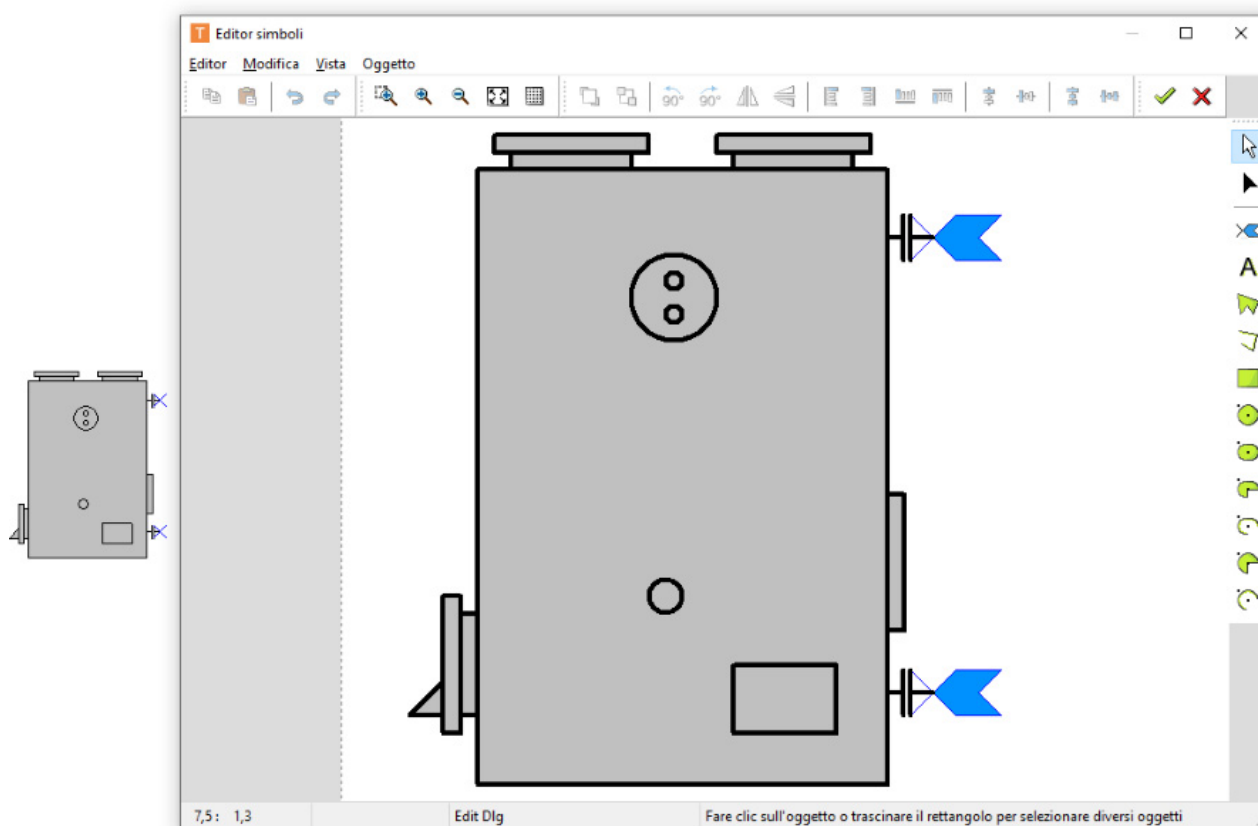 T Editor simboli
Editor Modifica Vista Oggetto
90° 90°
A
7,5 : 1,3 Edit Dlg Fare clic sull'oggetto o trascinare il rettangolo per selezionare diversi oggetti